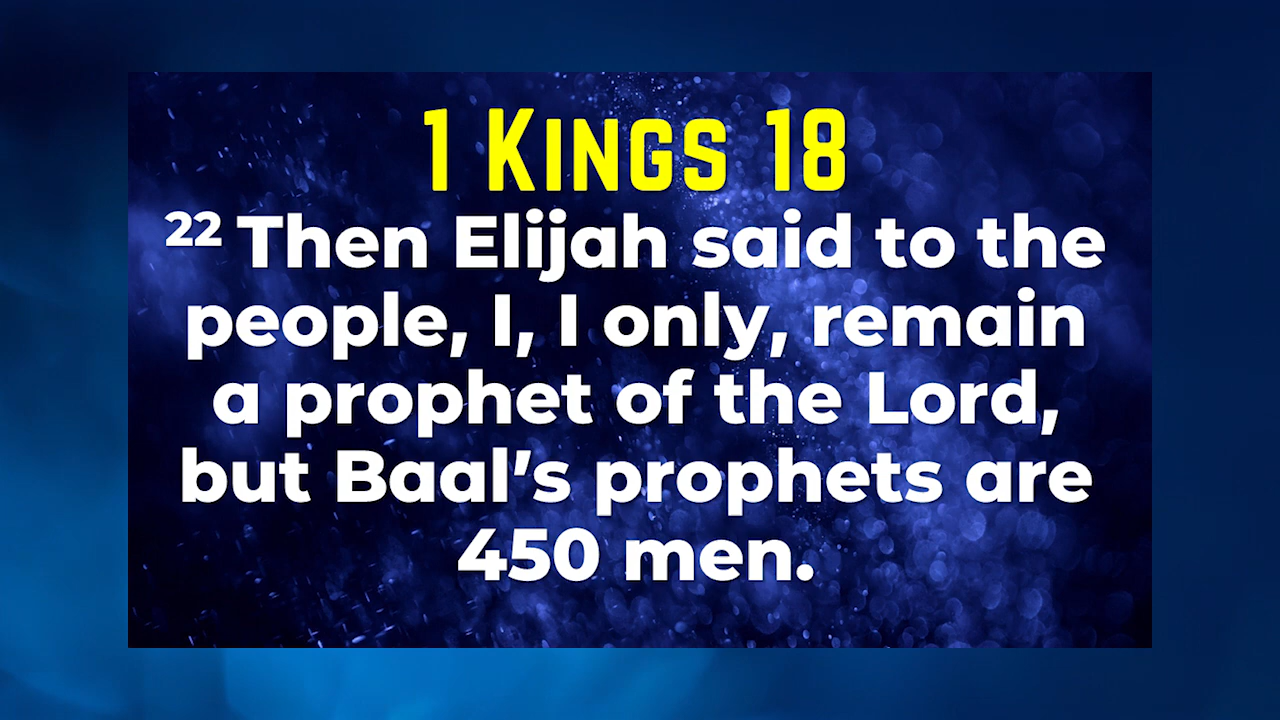 1 Kings 18
22 Then Elijah said to the
people, I, I only, remain
a prophet of the Lord,
but Baal’s prophets are
450 men.